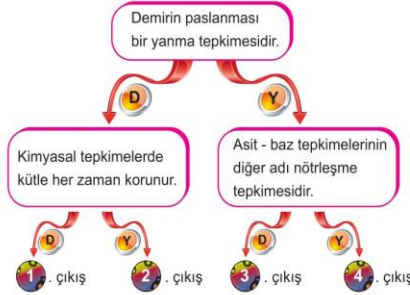 Demirin paslanması
bir yanma tepkimesidir.
D
Y
Kimyasal tepkimelerde
kütle her zaman korunur.
Asit - baz tepkimelerinin
diğer adı nötrleşme
tepkimesidir.
D
Y
D
Y
1 . çıkış
2 . çıkış
3 . çıkış
4 . çıkış